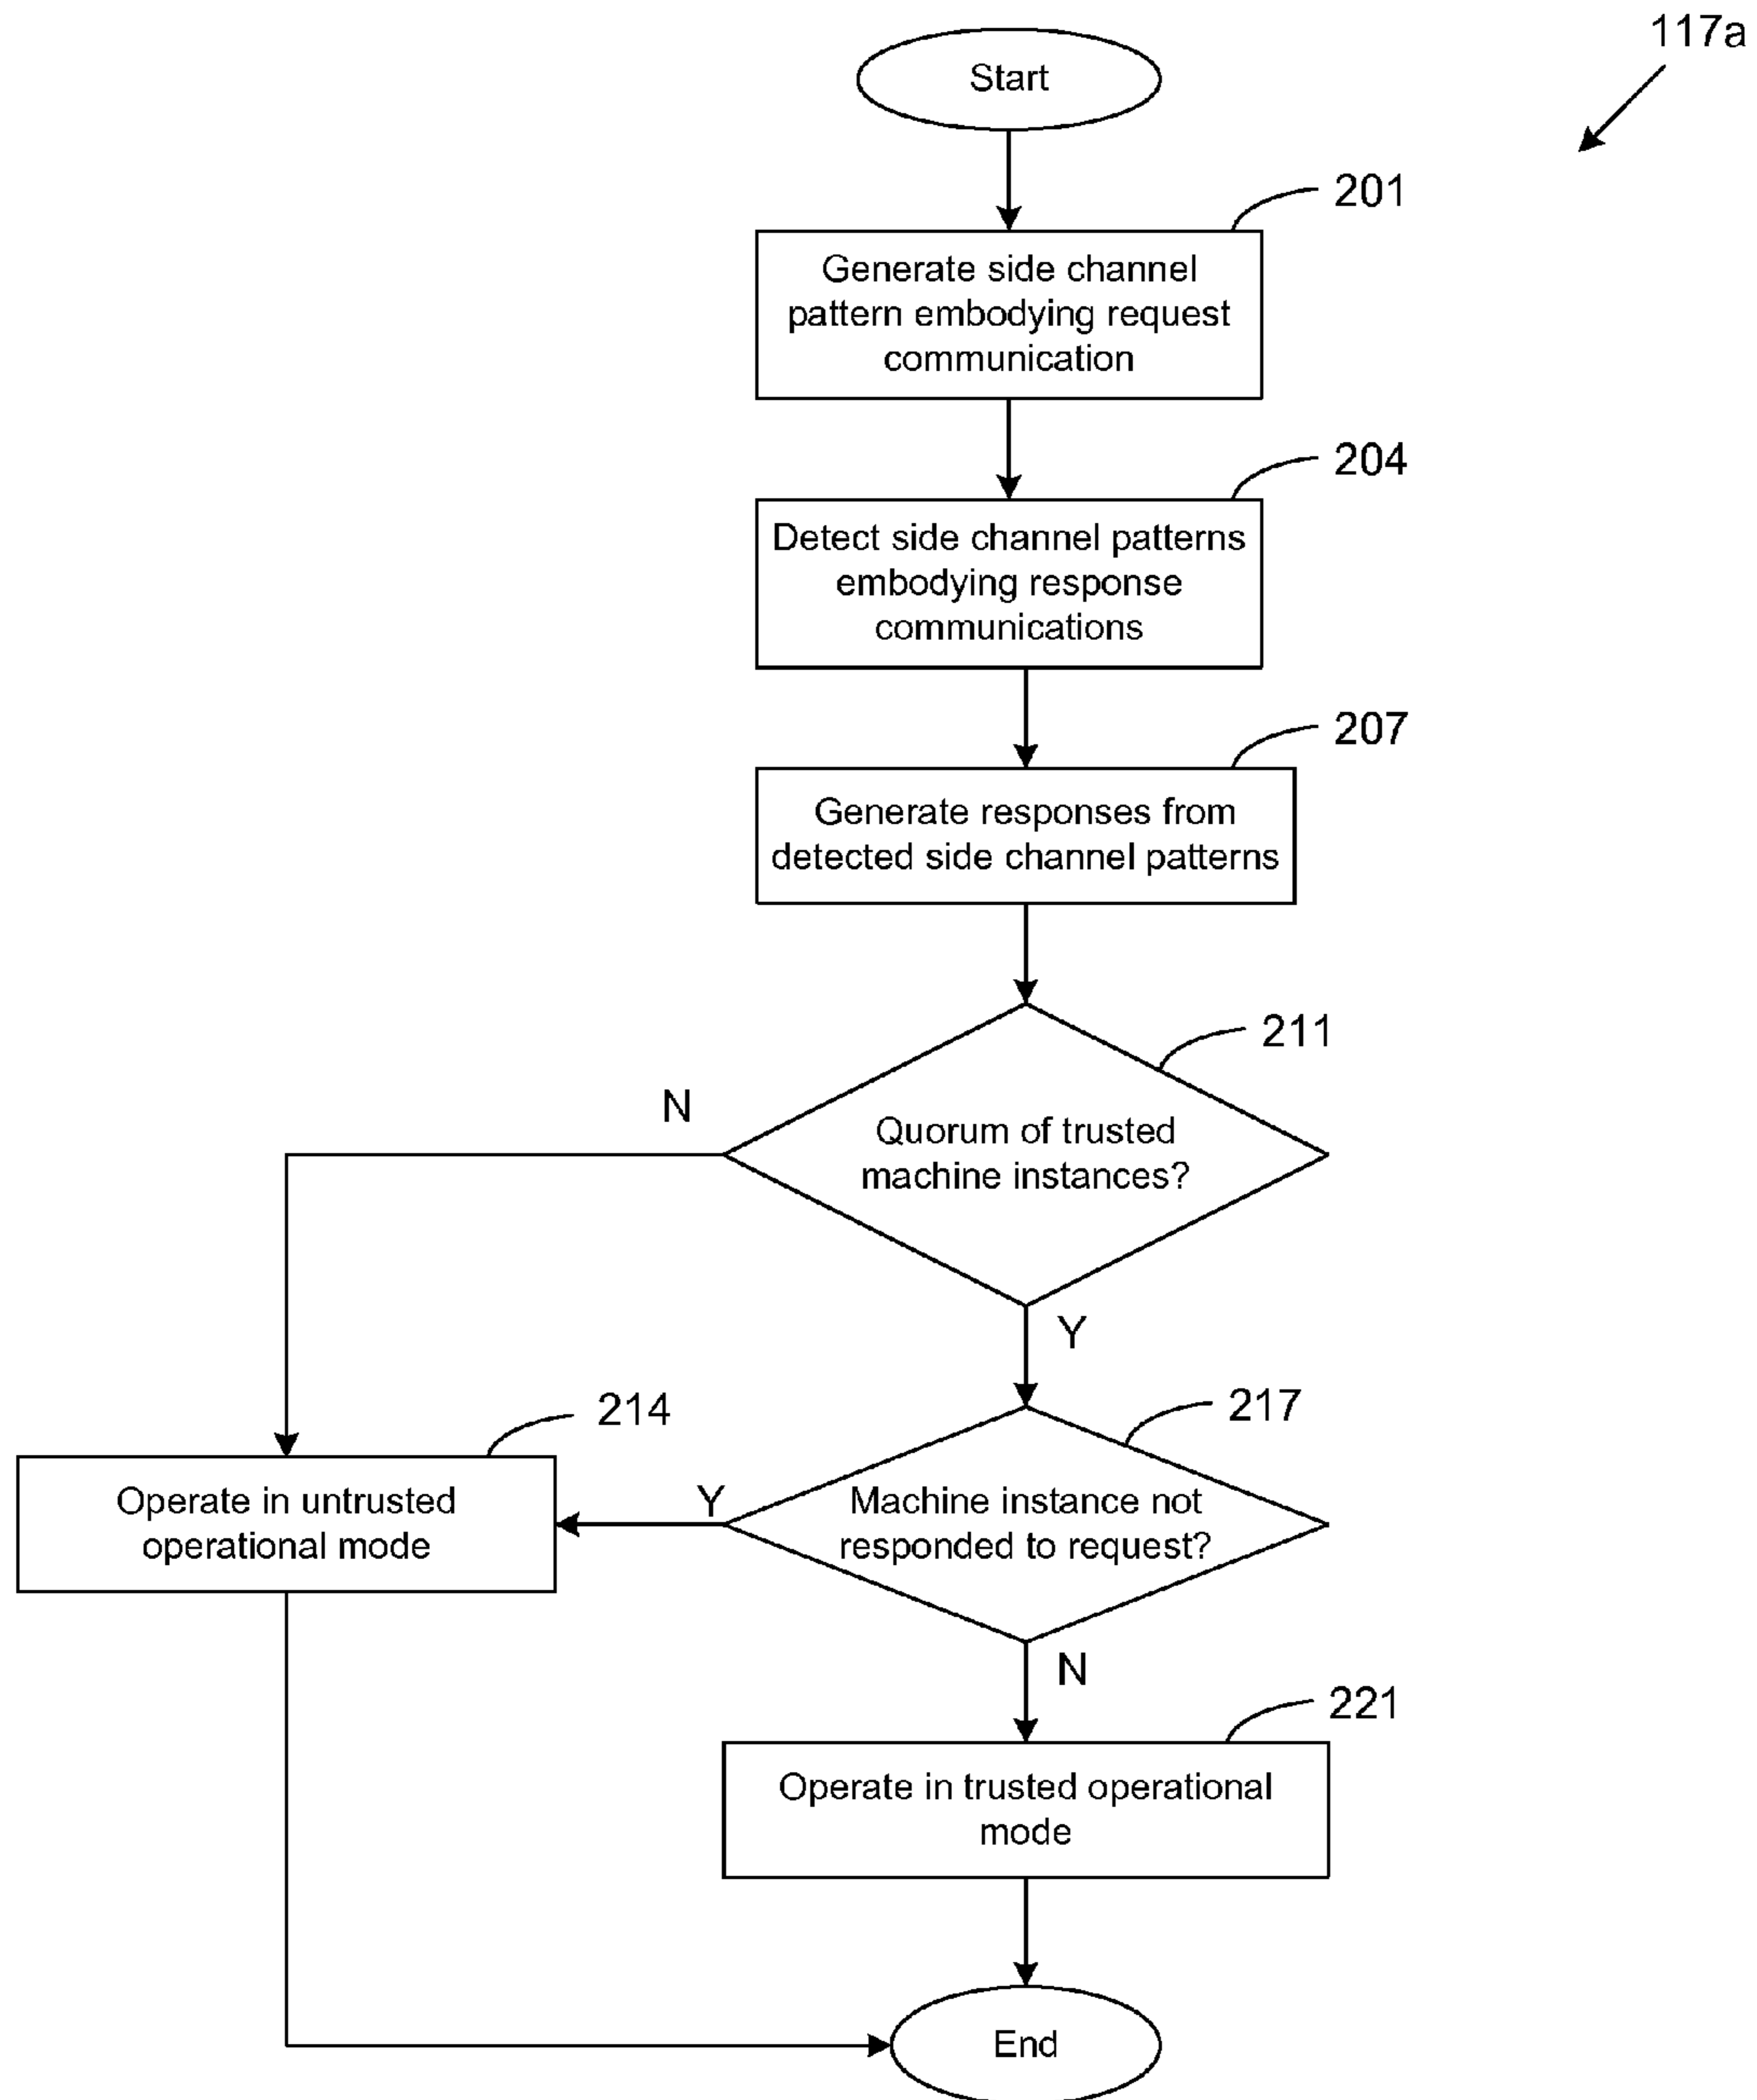 117a
Start
201
Generate side channel
pattern embodying request
communication
204
Detect side channel patterns
embodying response
communications
207
Generate responses from
detected side channel patterns
211
N
Quorum of trusted
machine instances?
Y
217
214
Operate in untrusted
operational mode
Y
Machine instance not
responded to request?
N
221
Operate in trusted operational
mode
End